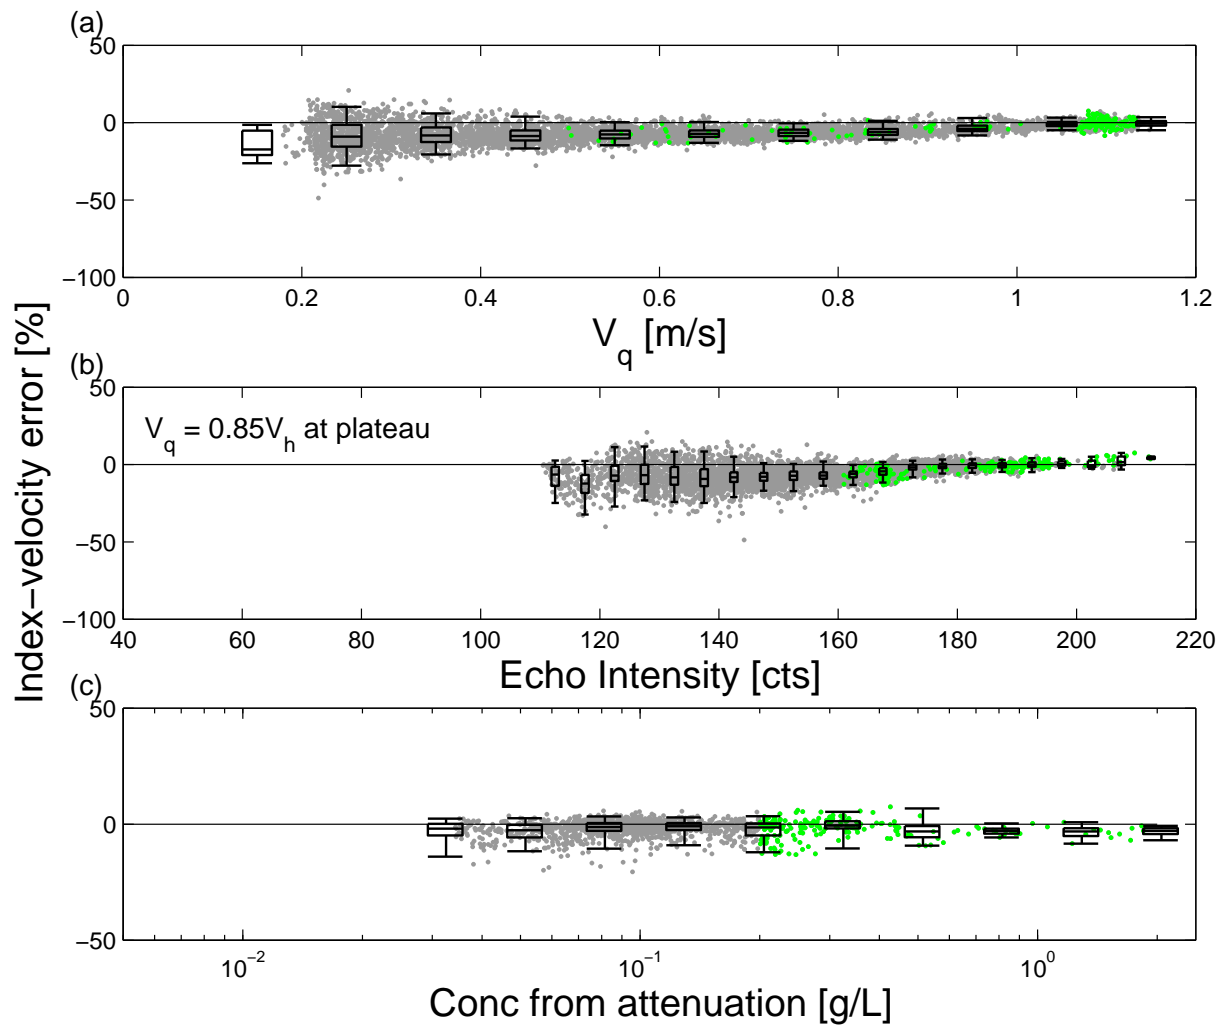 (a)
50
0
−50
−100
0 0.2 0.4 0.6 0.8 1 1.2
V_q [m/s]
Index−velocity error [%]
(b)
50
0
−50
−100
V_q = 0.85V_h at plateau
40 60 80 100 120 140 160 180 200 220
Echo Intensity [cts]
(c)
50
0
−50
10^−2 10^−1 10^0
Conc from attenuation [g/L]